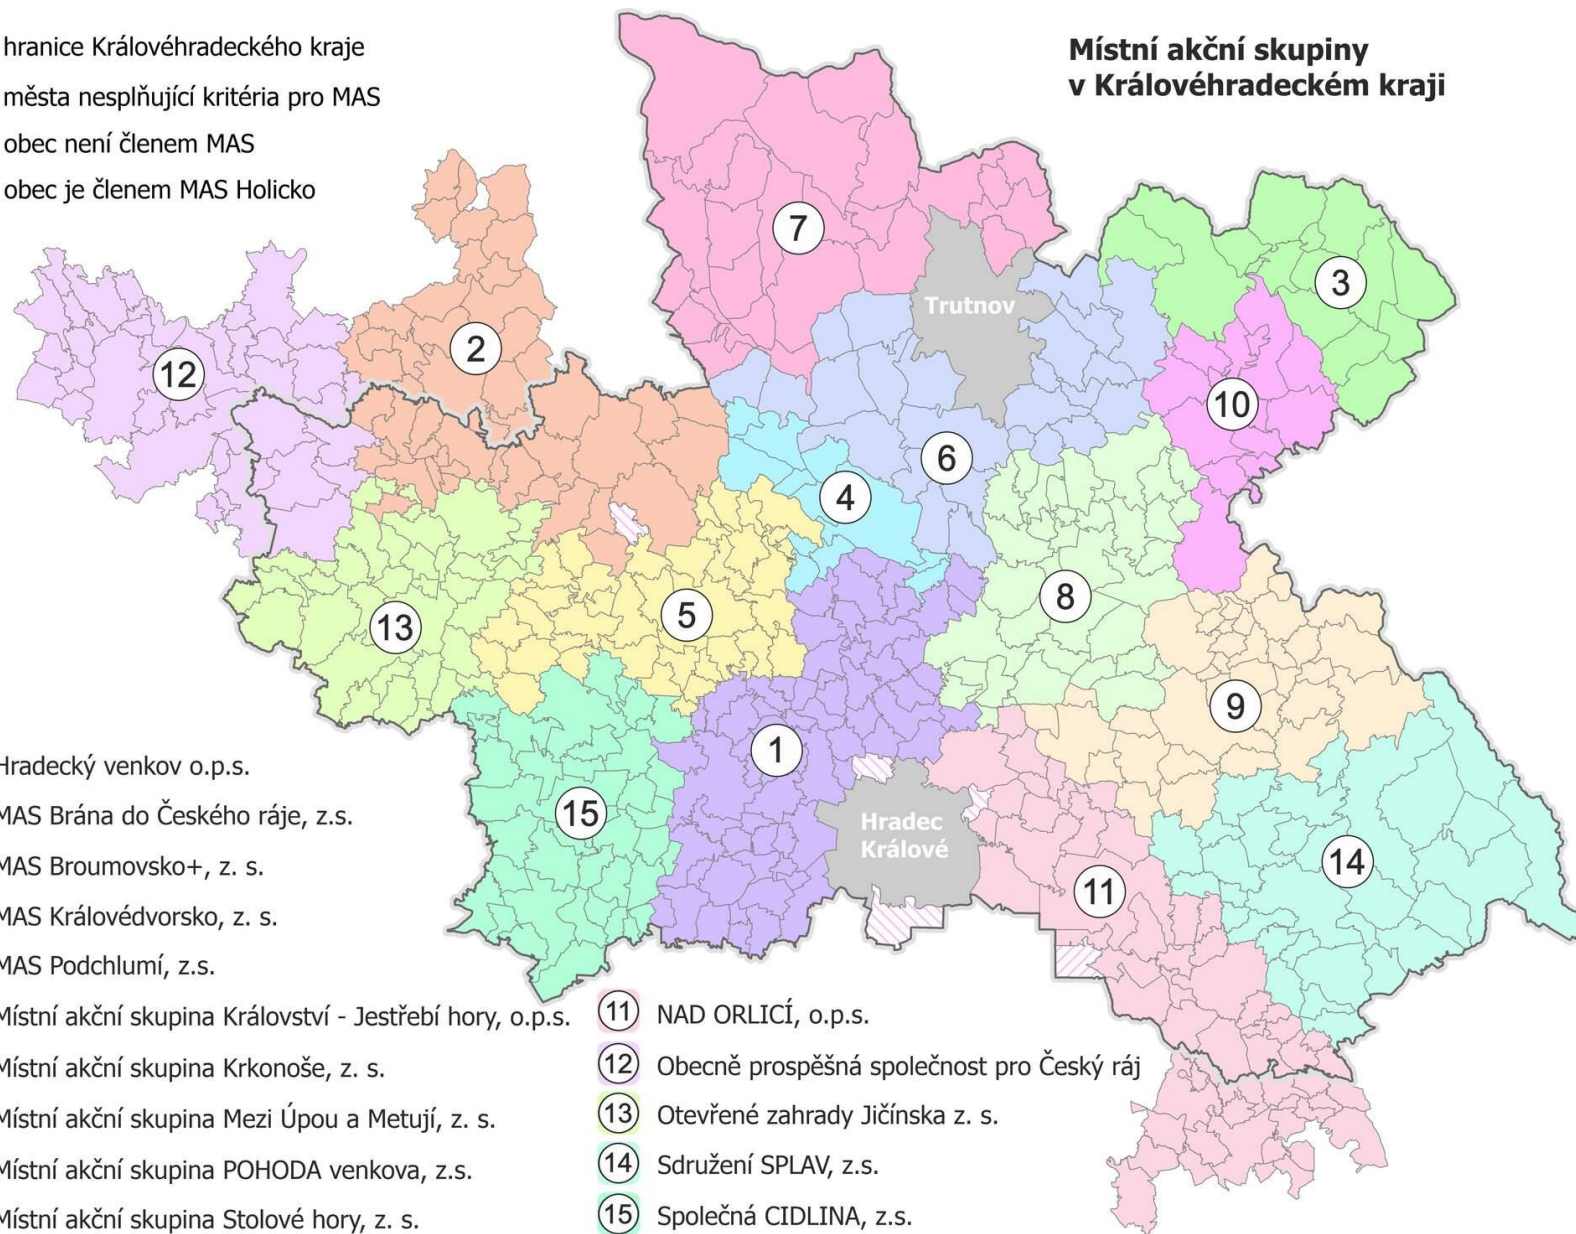 hranice Královéhradeckého kraje
města nesplňující kritéria pro MAS
obec není členem MAS
obec je členem MAS Holicko
Místní akční skupiny
v Královéhradeckém kraji
7
3
Trutnov
2
12
10
6
4
8
5
13
9
1
15
Hradec
Králové
14
11
Hradecký venkov o.p.s.
MAS Brána do Českého ráje, z.s.
MAS Broumovsko+, z. s.
MAS Královédvorsko, z. s.
MAS Podchlumí, z.s.
Místní akční skupina Království - Jestřebí hory, o.p.s.
Místní akční skupina Krkonoše, z. s.
Místní akční skupina Mezi Úpou a Metují, z. s.
Místní akční skupina POHODA venkova, z.s.
Místní akční skupina Stolové hory, z. s.
11 NAD ORLICÍ, o.p.s.
12 Obecně prospěšná společnost pro Český ráj
13 Otevřené zahrady Jičínska z. s.
14 Sdružení SPLAV, z.s.
15 Společná CIDLINA, z.s.